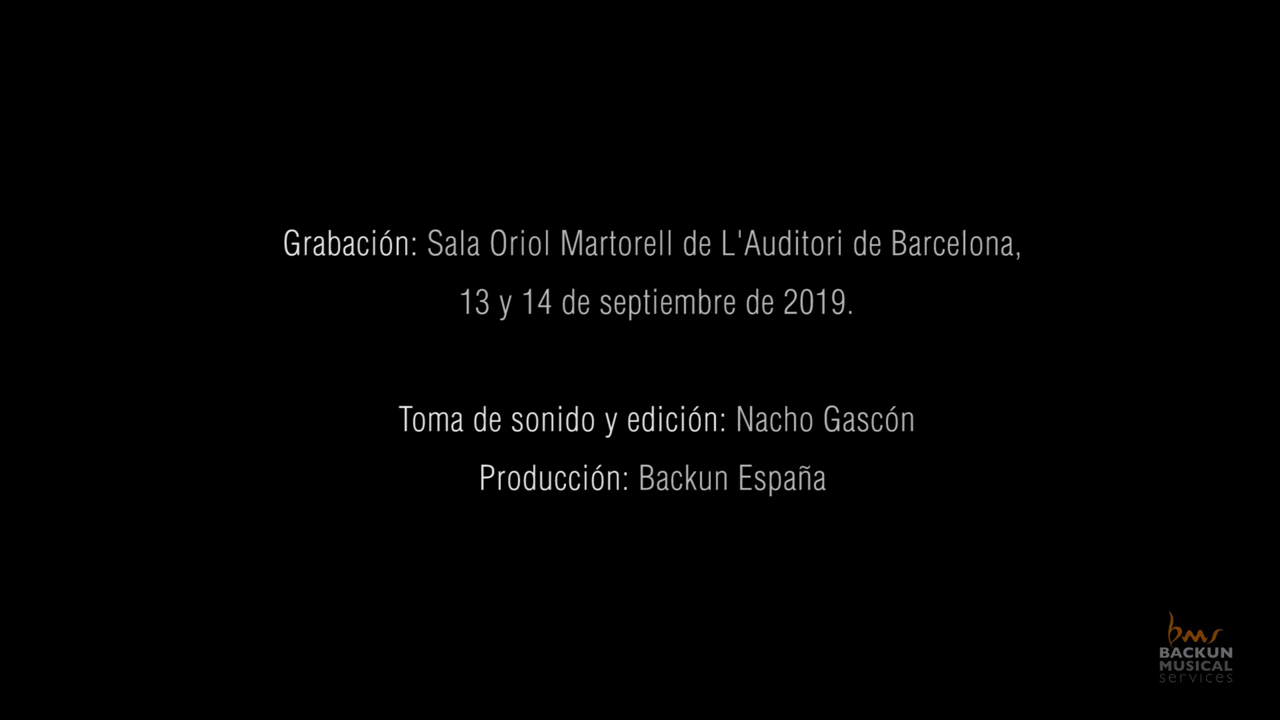 Grabación: Sala Oriol Martorell de L'Auditori de Barcelona,
13 y 14 de septiembre de 2019.
Toma de sonido y edición: Nacho Gascón
Producción: Backun España
bms
BACKUN
MUSICAL
services